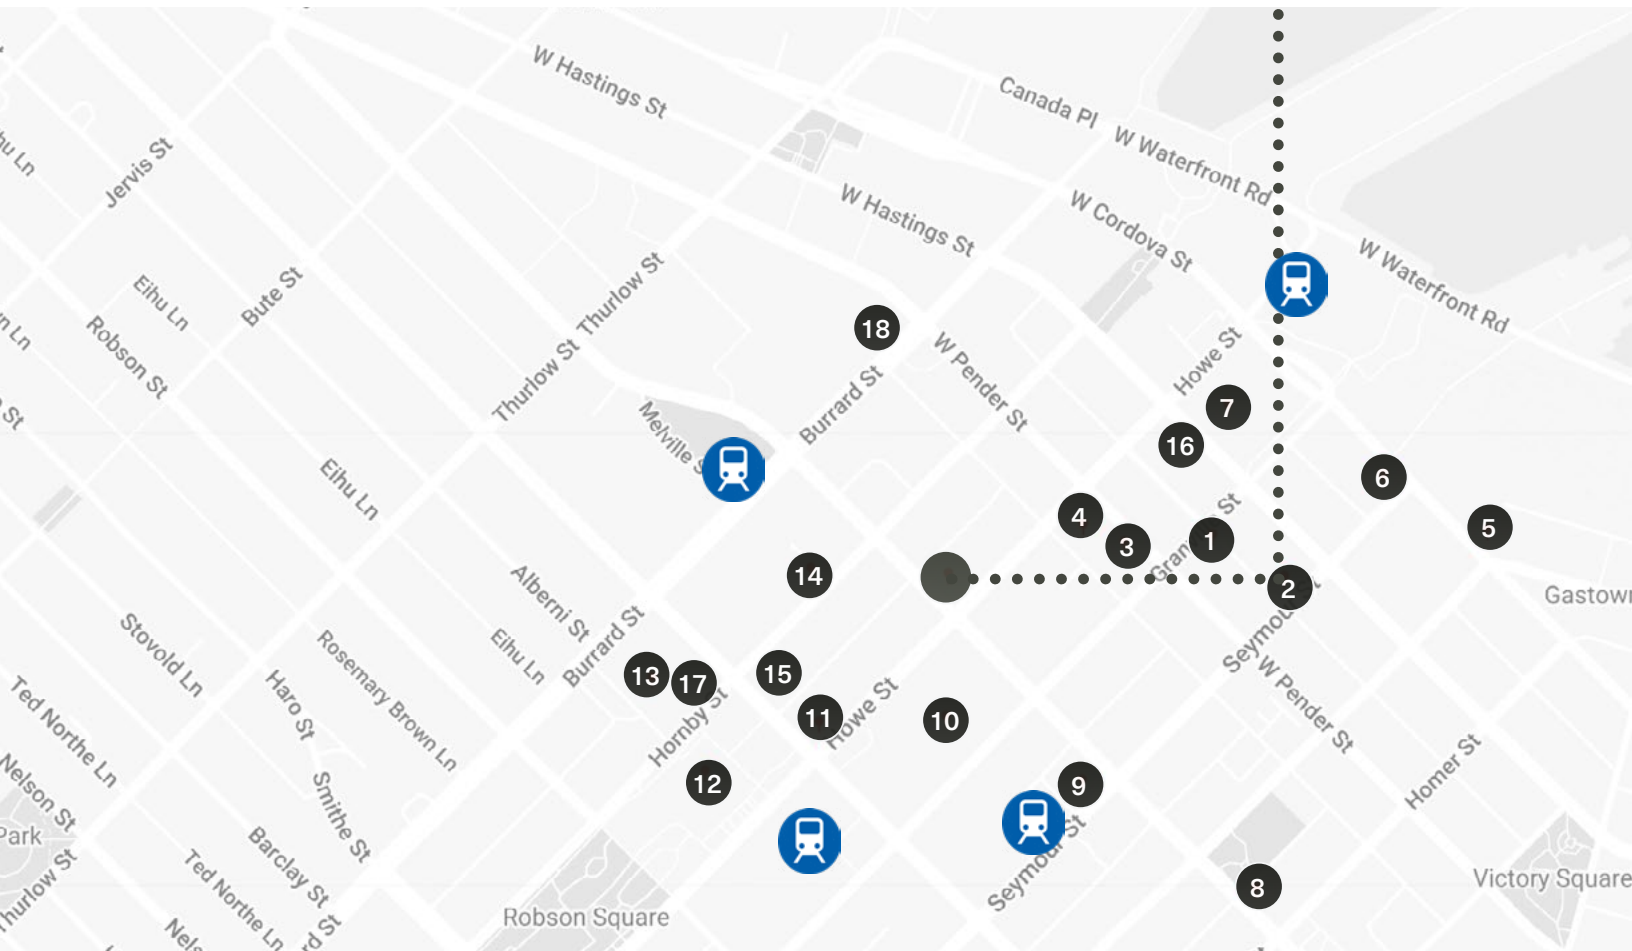 W Hastings St
Canada Pl
W Waterfront Rd
Jervis St
W Hastings St
W Cordova St
W Waterfront Rd
Eihu Ln
Bute St
Thurlow St
Thurlow St
Robson St
18
W Pender St
Howe St
Burrard St
7
16
Melville S
6
Eihu Ln
4
3
1
5
14
2
Gastown
Alberni St
Burrard St
Stovold Ln
Rosemary Brown Ln
Eihu Ln
Haro St
13
17
15
11
Howe St
10
W Pender St
Ted Northe Ln
Hornby St
12
9
Homer St
Nelson St
Smithe St
Park
Seymour St
Barclay St
Ted Northe Ln
Thurlow St
8
Victory Square
Robson Square